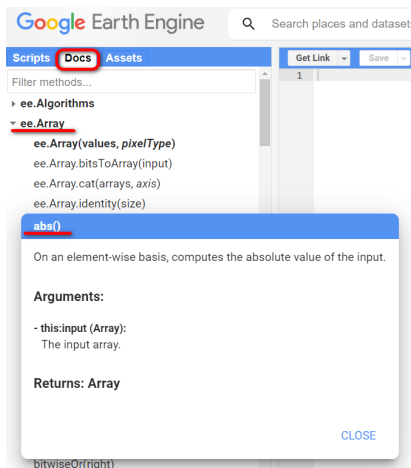 Google Earth Engine
Search places and dataset
Scripts Docs Assets
Get Link Save
Filter methods...
1
ee.Algorithms
ee.Array
ee.Array(values, pixelType)
ee.Array.bitsToArray(input)
ee.Array.cat(arrays, axis)
ee.Array.identity(size)
abs()
On an element-wise basis, computes the absolute value of the input.
Arguments:
- this:input (Array):
The input array.
Returns: Array
CLOSE
bitwiseOr(right)